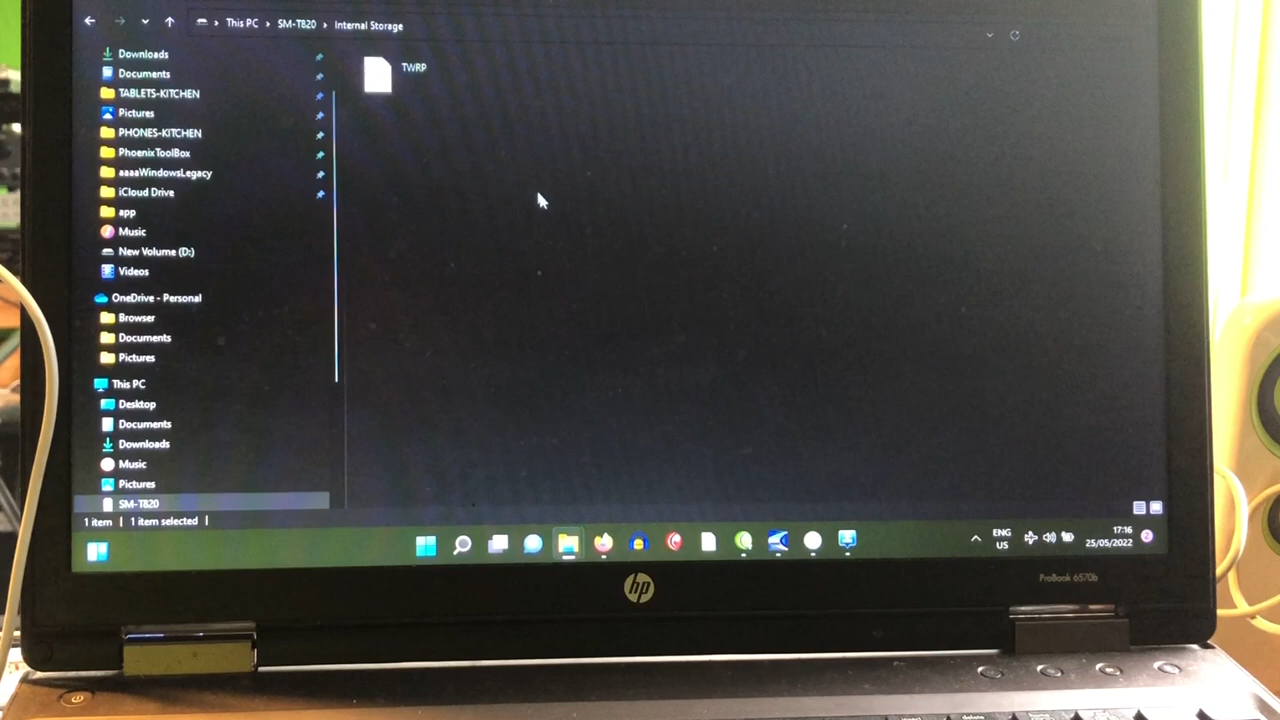 This PC > SM-T820 > Internal Storage
Downloads
Documents
TABLETS-KITCHEN
Pictures
PHONES-KITCHEN
PhoenixToolBox
aaaaWindowsLegacy
iCloud Drive
app
Music
New Volume (D:)
Videos
OneDrive - Personal
Browser
Documents
Pictures
This PC
Desktop
Documents
Downloads
Music
Pictures
SM-T820
TWRP
1 item | 1 item selected |
ENG
US
17:16
25/05/2022
2
hp
ProBook 6570b